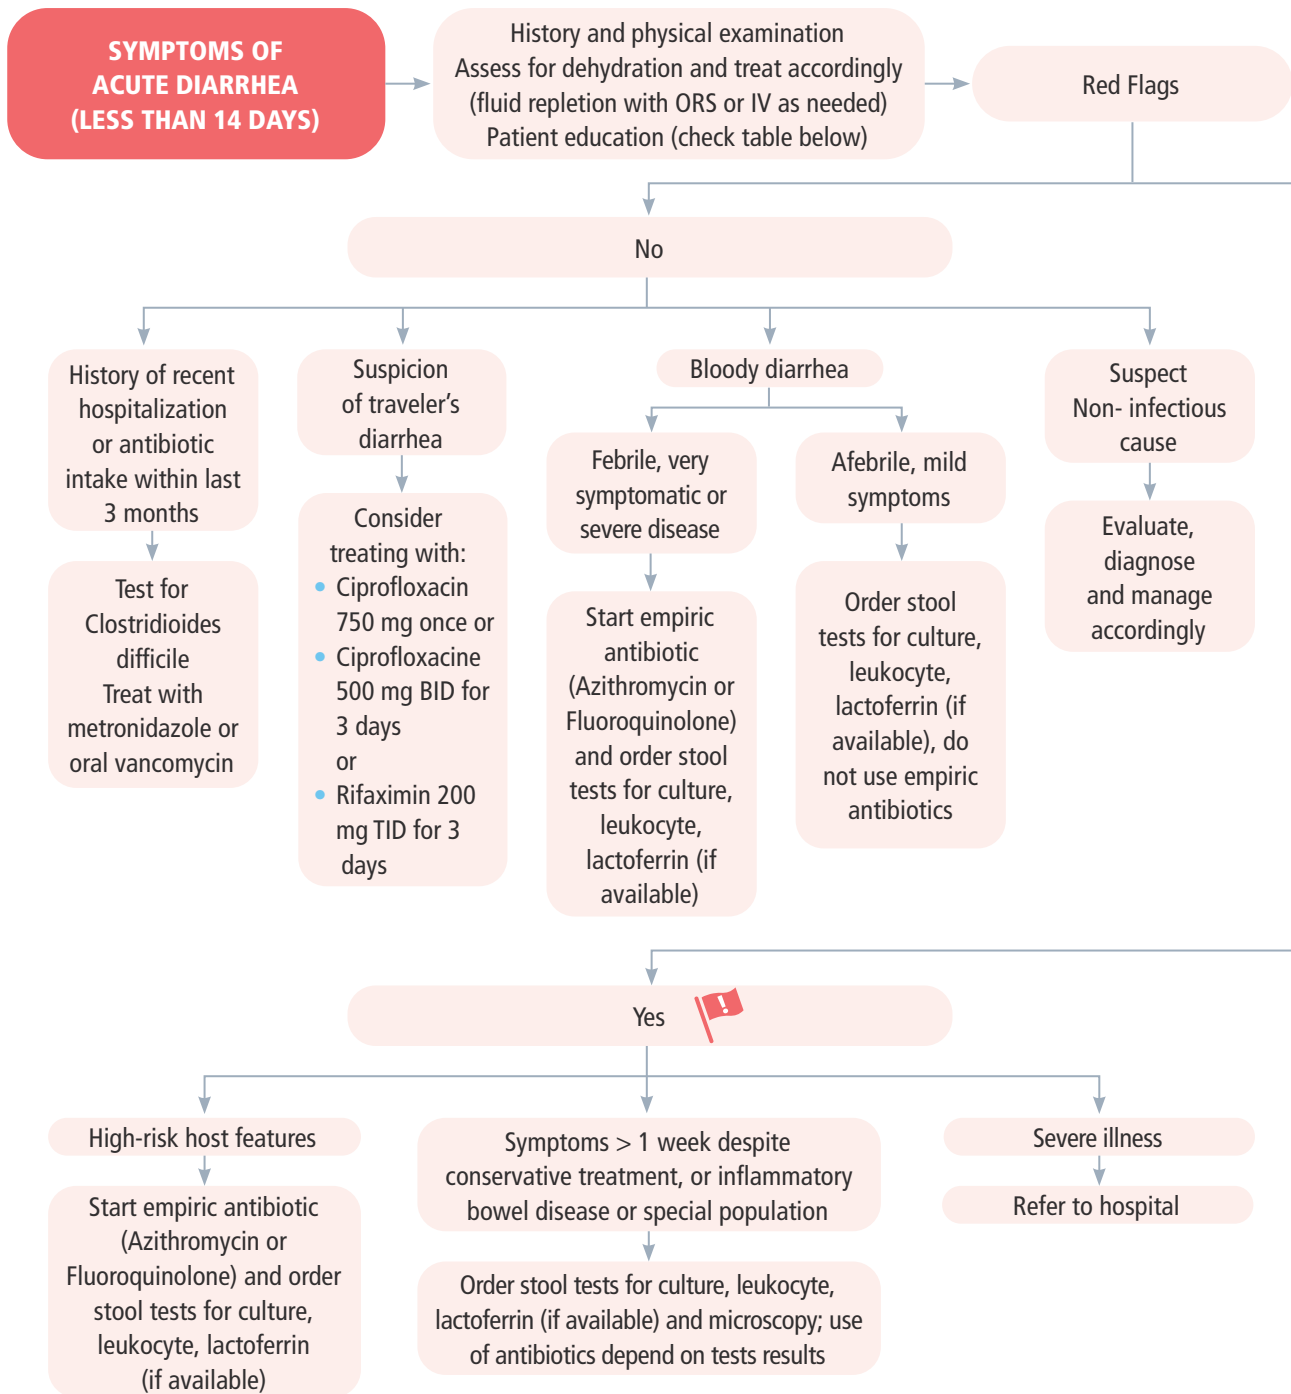 SYMPTOMS OF
ACUTE DIARRHEA
(LESS THAN 14 DAYS)
History and physical examination
Assess for dehydration and treat accordingly
(fluid repletion with ORS or IV as needed)
Patient education (check table below)
Red Flags
No
History of recent
hospitalization
or antibiotic
intake within last
3 months
Test for
Clostridioides
difficile
Treat with
metronidazole or
oral vancomycin
Suspicion
of traveler’s
diarrhea
Consider
treating with:
• Ciprofloxacin
750 mg once or
• Ciprofloxacine
500 mg BID for
3 days
or
• Rifaximin 200
mg TID for 3
days
Bloody diarrhea
Febrile, very
symptomatic or
severe disease
Start empiric
antibiotic
(Azithromycin or
Fluoroquinolone)
and order stool
tests for culture,
leukocyte,
lactoferrin (if
available)
Afebrile, mild
symptoms
Order stool
tests for culture,
leukocyte,
lactoferrin (if
available), do
not use empiric
antibiotics
Suspect
Non- infectious
cause
Evaluate,
diagnose
and manage
accordingly
Yes
!
High-risk host features
Start empiric antibiotic
(Azithromycin or
Fluoroquinolone) and order
stool tests for culture,
leukocyte, lactoferrin
(if available)
Symptoms > 1 week despite
conservative treatment, or inflammatory
bowel disease or special population
Order stool tests for culture, leukocyte,
lactoferrin (if available) and microscopy; use
of antibiotics depend on tests results
Severe illness
Refer to hospital